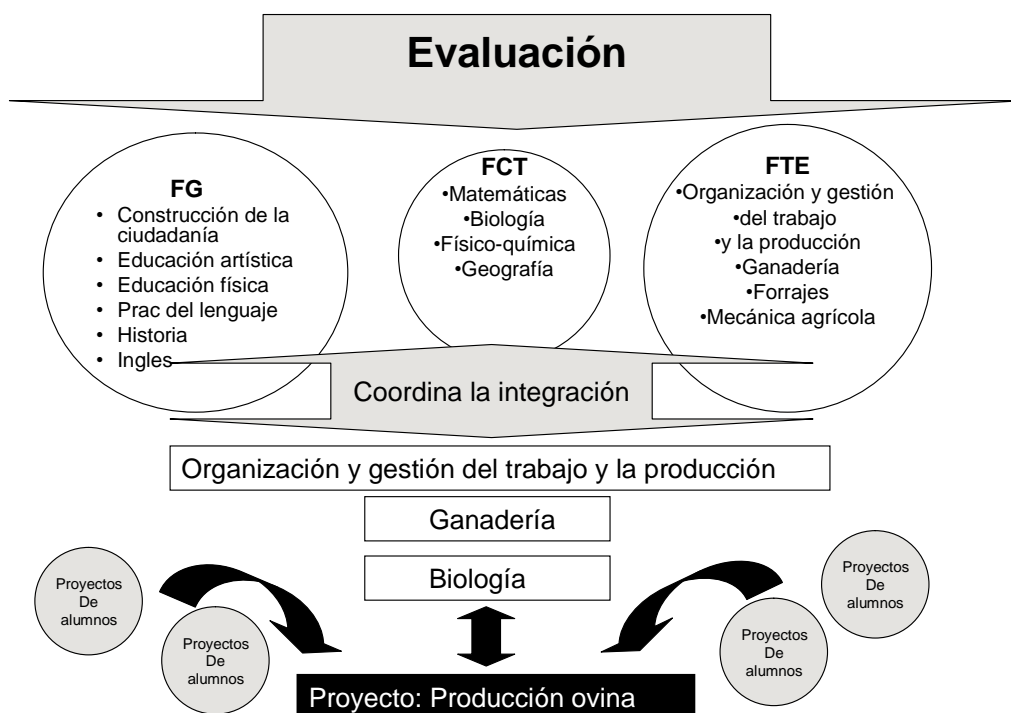 Evaluación
FG
• Construcción de la
ciudadanía
• Educación artística
• Educación física
• Prac del lenguaje
• Historia
• Ingles
FCT
•Matemáticas
•Biología
•Físico-química
•Geografía
FTE
•Organización y gestión
•del trabajo
•y la producción
•Ganadería
•Forrajes
•Mecánica agrícola
Coordina la integración
Organización y gestión del trabajo y la producción
Ganadería
Biología
Proyectos
De
alumnos
Proyectos
De
alumnos
Proyectos
De
alumnos
Proyectos
De
alumnos
Proyecto: Producción ovina